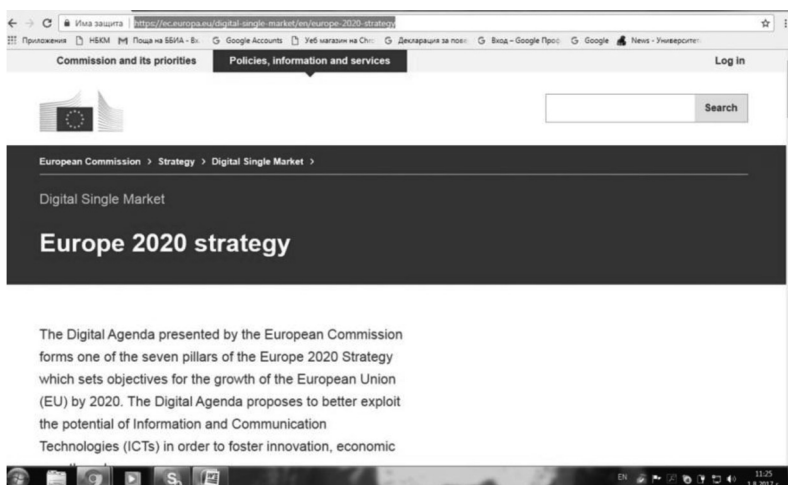 Има защита | https://ec.europa.eu/digital-single-market/en/europe-2020-strategy
Приложения НБКМ Поща на ББИА - Вх. Google Accounts Уеб магазин на Chr Декларация за пове Вход – Google Проф Google News - Университет
Commission and its priorities Policies, information and services Log in
Search
European Commission > Strategy > Digital Single Market >
Digital Single Market
Europe 2020 strategy
The Digital Agenda presented by the European Commission
forms one of the seven pillars of the Europe 2020 Strategy
which sets objectives for the growth of the European Union
(EU) by 2020. The Digital Agenda proposes to better exploit
the potential of Information and Communication
Technologies (ICTs) in order to foster innovation, economic
EN 11:25
1.8.2017 г.